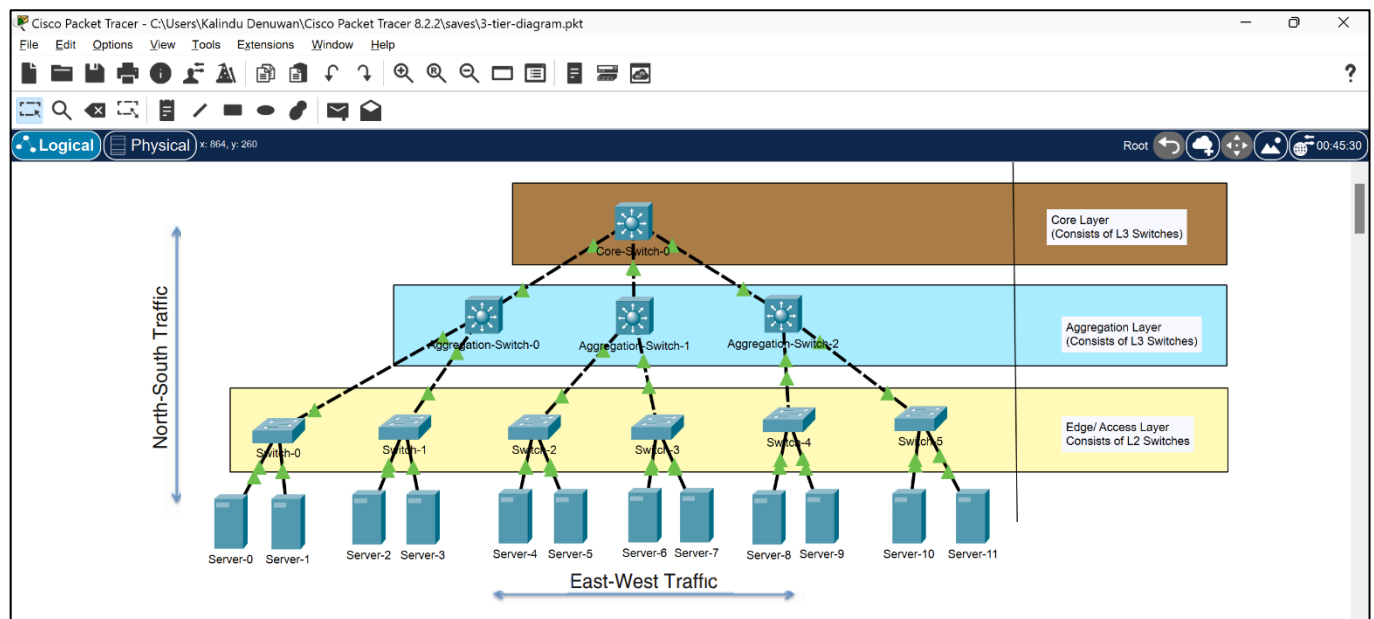 Cisco Packet Tracer - C:\Users\Kalindu Denuwan\Cisco Packet Tracer 8.2.2\saves\3-tier-diagram.pkt
File Edit Options View Tools Extensions Window Help
Logical Physical x: 864, y: 260 Root 00:45:30
Core Layer
(Consists of L3 Switches)
Core-Switch-0
North-South Traffic
Aggregation Layer
(Consists of L3 Switches)
Aggregation-Switch-0 Aggregation-Switch-1 Aggregation-Switch-2
Edge/ Access Layer
Consists of L2 Switches
Switch-0 Switch-1 Switch-2 Switch-3 Switch-4 Switch-5
Server-0 Server-1 Server-2 Server-3 Server-4 Server-5 Server-6 Server-7 Server-8 Server-9 Server-10 Server-11
East-West Traffic